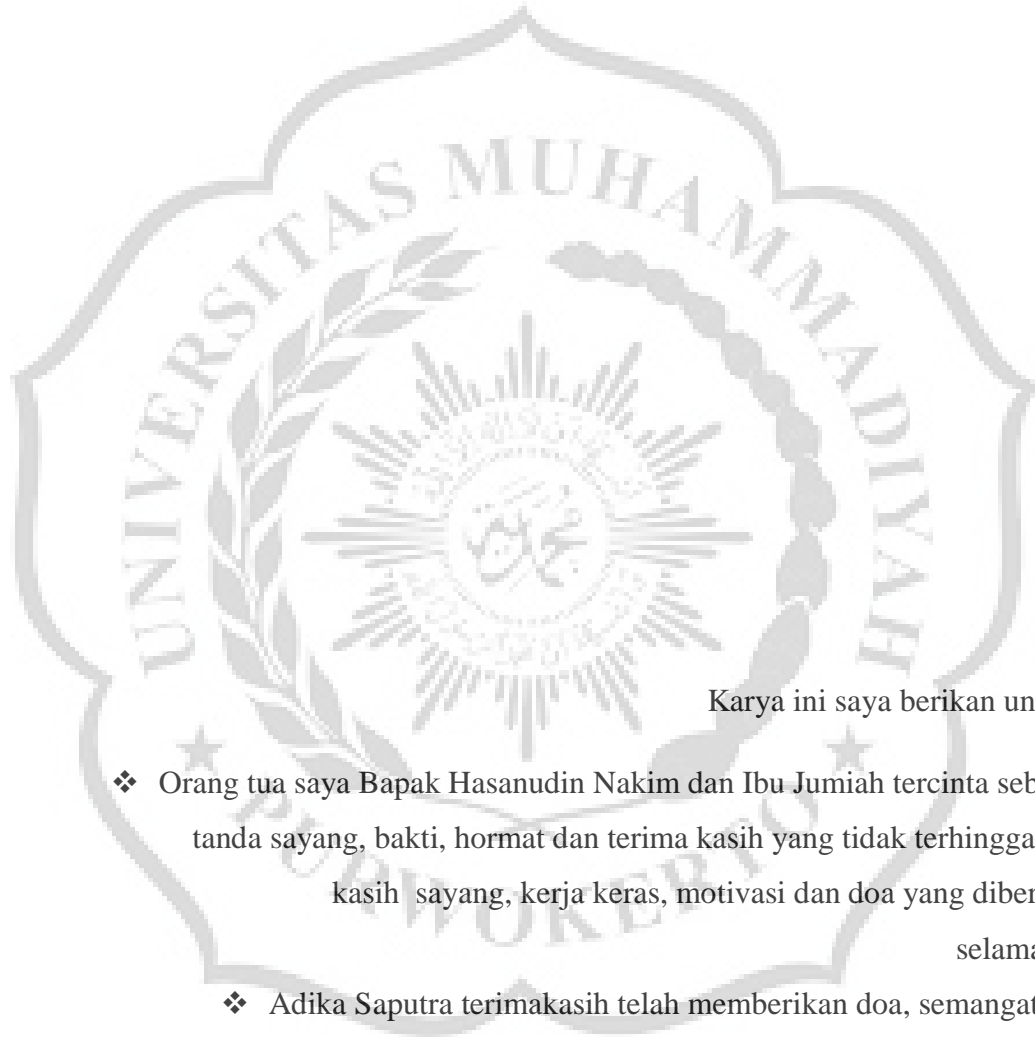 UNIVERSITAS MUHAMMADIYAH
PURWOKERTO
Karya ini saya berikan un
❖ Orang tua saya Bapak Hasanudin Nakim dan Ibu Jumiah tercinta seb
tanda sayang, bakti, hormat dan terima kasih yang tidak terhingga
kasih sayang, kerja keras, motivasi dan doa yang diber
selama
❖ Adika Saputra terimakasih telah memberikan doa, semangat